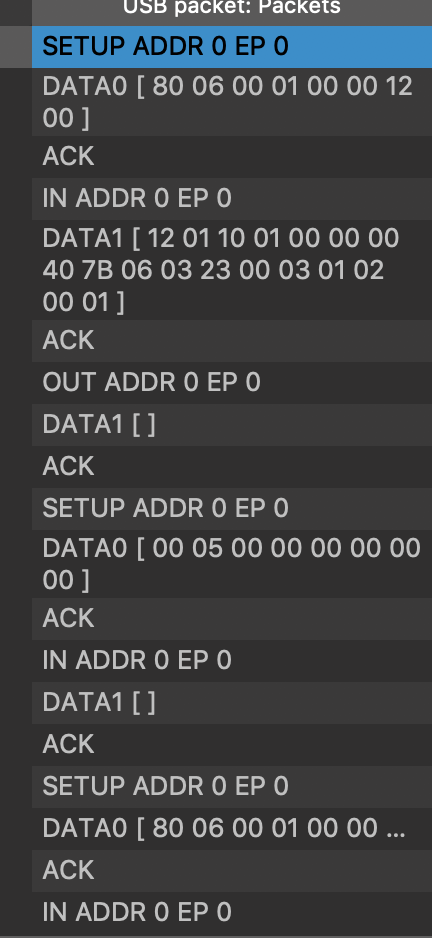 USB packet: Packets
SETUP ADDR 0 EP 0
DATA0 [ 80 06 00 01 00 00 12
00 ]
ACK
IN ADDR 0 EP 0
DATA1 [ 12 01 10 01 00 00 00
40 7B 06 03 23 00 03 01 02
00 01 ]
ACK
OUT ADDR 0 EP 0
DATA1 [ ]
ACK
SETUP ADDR 0 EP 0
DATA0 [ 00 05 00 00 00 00 00
00 ]
ACK
IN ADDR 0 EP 0
DATA1 [ ]
ACK
SETUP ADDR 0 EP 0
DATA0 [ 80 06 00 01 00 00 ...
ACK
IN ADDR 0 EP 0